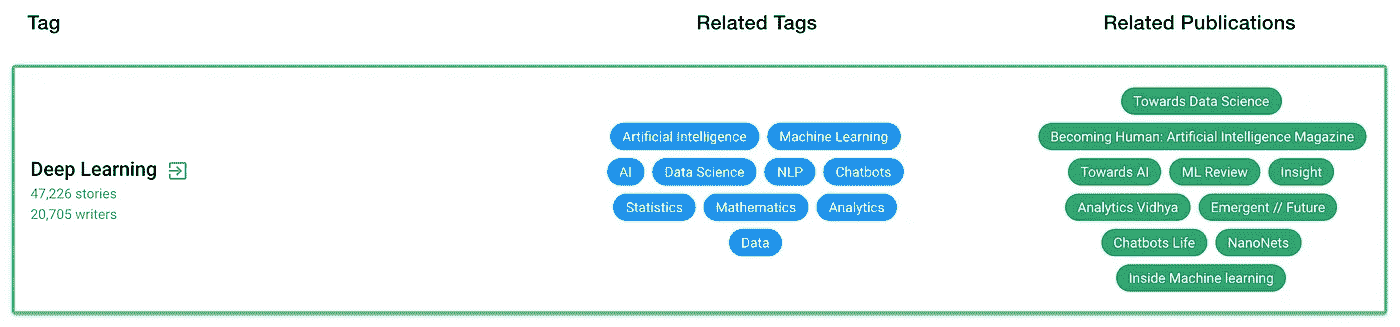 Tag
Related Tags
Related Publications
Deep Learning
47,226 stories
20,705 writers
Artificial Intelligence Machine Learning
AI Data Science NLP Chatbots
Statistics Mathematics Analytics
Data
Towards Data Science
Becoming Human: Artificial Intelligence Magazine
Towards AI ML Review Insight
Analytics Vidhya Emergent // Future
Chatbots Life NanoNets
Inside Machine learning